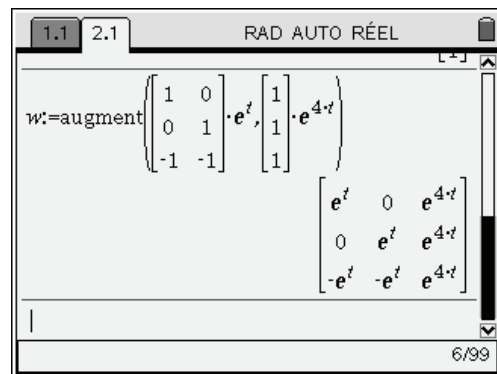 1.1 2.1 RAD AUTO RÉEL
w:=augment([1 0; 0 1; -1 -1]·e^t,[1; 1; 1]·e^(4·t))
[e^t 0 e^(4·t)
0 e^t e^(4·t)
-e^t -e^t e^(4·t)]
6/99